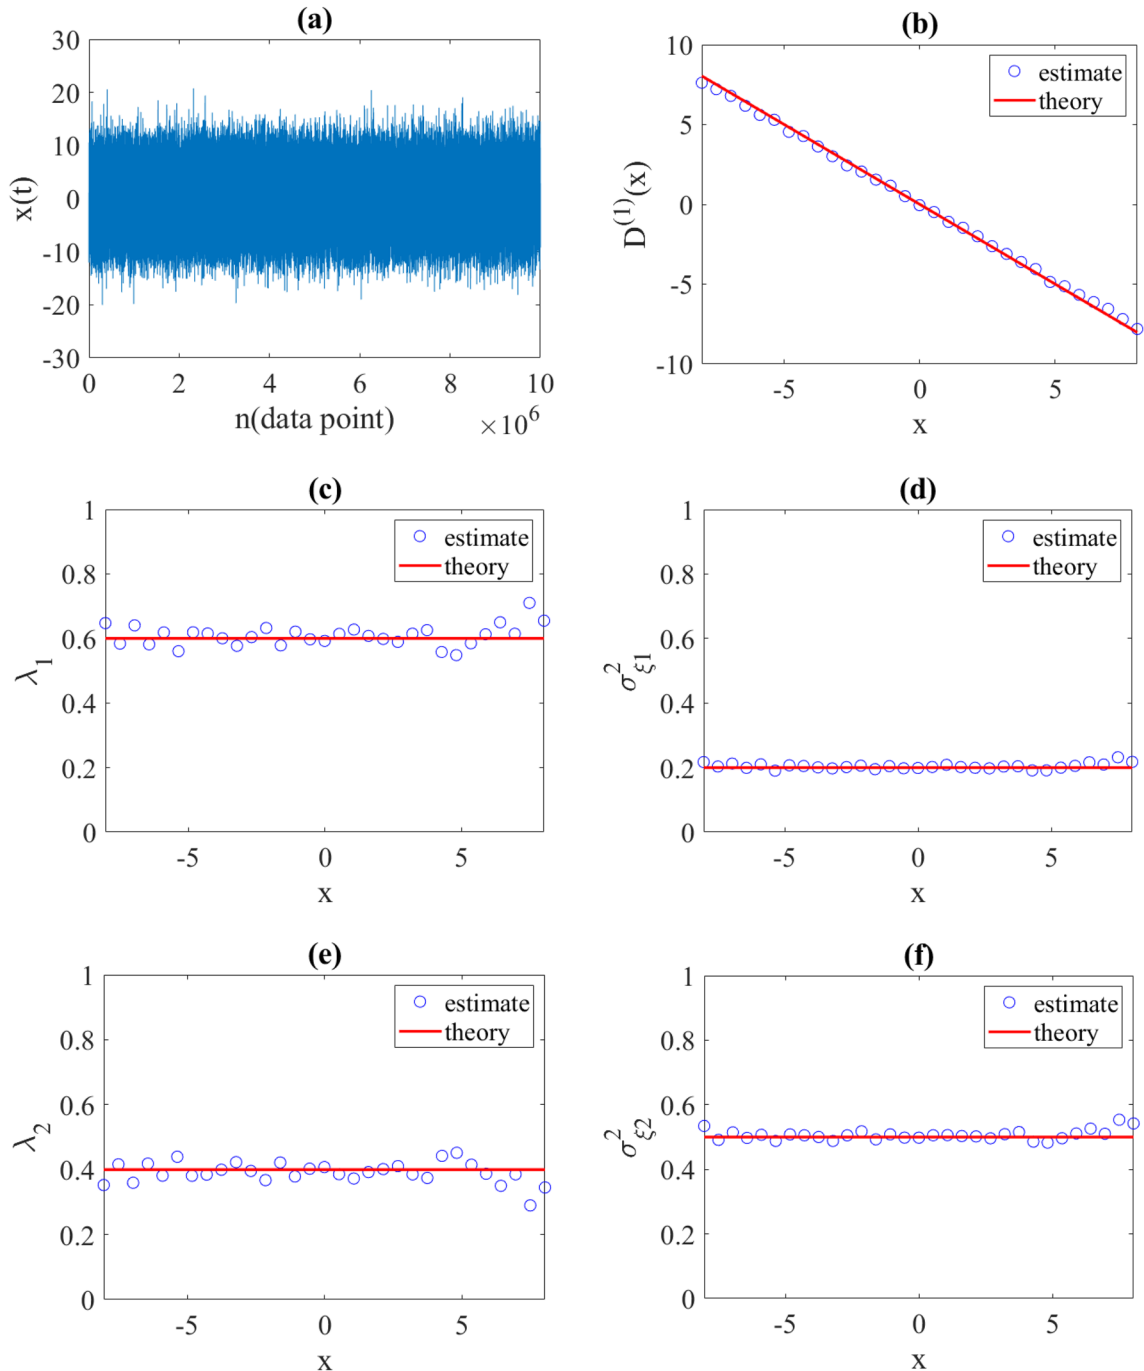 (a)
30
20
10
0
-10
-20
-30
x(t)
0 2 4 6 8 10
n(data point)
×10^6
(b)
10
5
0
-5
-10
D^(1)(x)
estimate
theory
-5 0 5
x
(c)
1
0.8
0.6
0.4
0.2
0
λ_1
estimate
theory
-5 0 5
x
(d)
1
0.8
0.6
0.4
0.2
0
σ^2_ξ1
estimate
theory
-5 0 5
x
(e)
1
0.8
0.6
0.4
0.2
0
λ_2
estimate
theory
-5 0 5
x
(f)
1
0.8
0.6
0.4
0.2
0
σ^2_ξ2
estimate
theory
-5 0 5
x